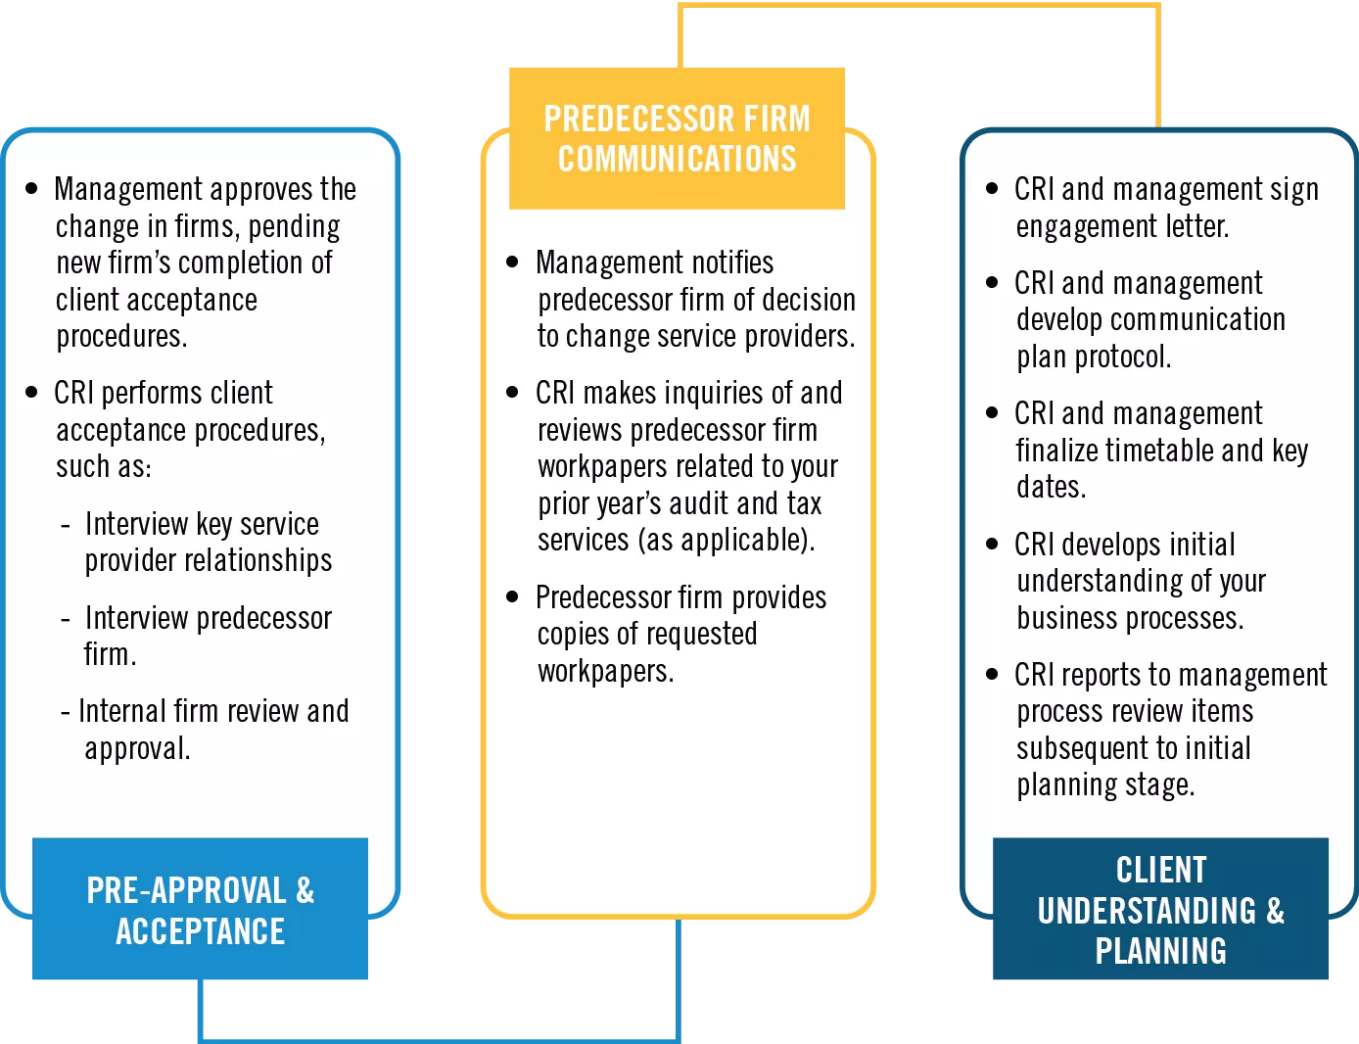 • Management approves the
change in firms, pending
new firm's completion of
client acceptance
procedures.
• CRI performs client
acceptance procedures,
such as:
- Interview key service
provider relationships
- Interview predecessor
firm.
- Internal firm review and
approval.
PRE-APPROVAL &
ACCEPTANCE
PREDECESSOR FIRM
COMMUNICATIONS
• Management notifies
predecessor firm of decision
to change service providers.
• CRI makes inquiries of and
reviews predecessor firm
workpapers related to your
prior year's audit and tax
services (as applicable).
• Predecessor firm provides
copies of requested
workpapers.
• CRI and management sign
engagement letter.
• CRI and management
develop communication
plan protocol.
• CRI and management
finalize timetable and key
dates.
• CRI develops initial
understanding of your
business processes.
• CRI reports to management
process review items
subsequent to initial
planning stage.
CLIENT
UNDERSTANDING &
PLANNING